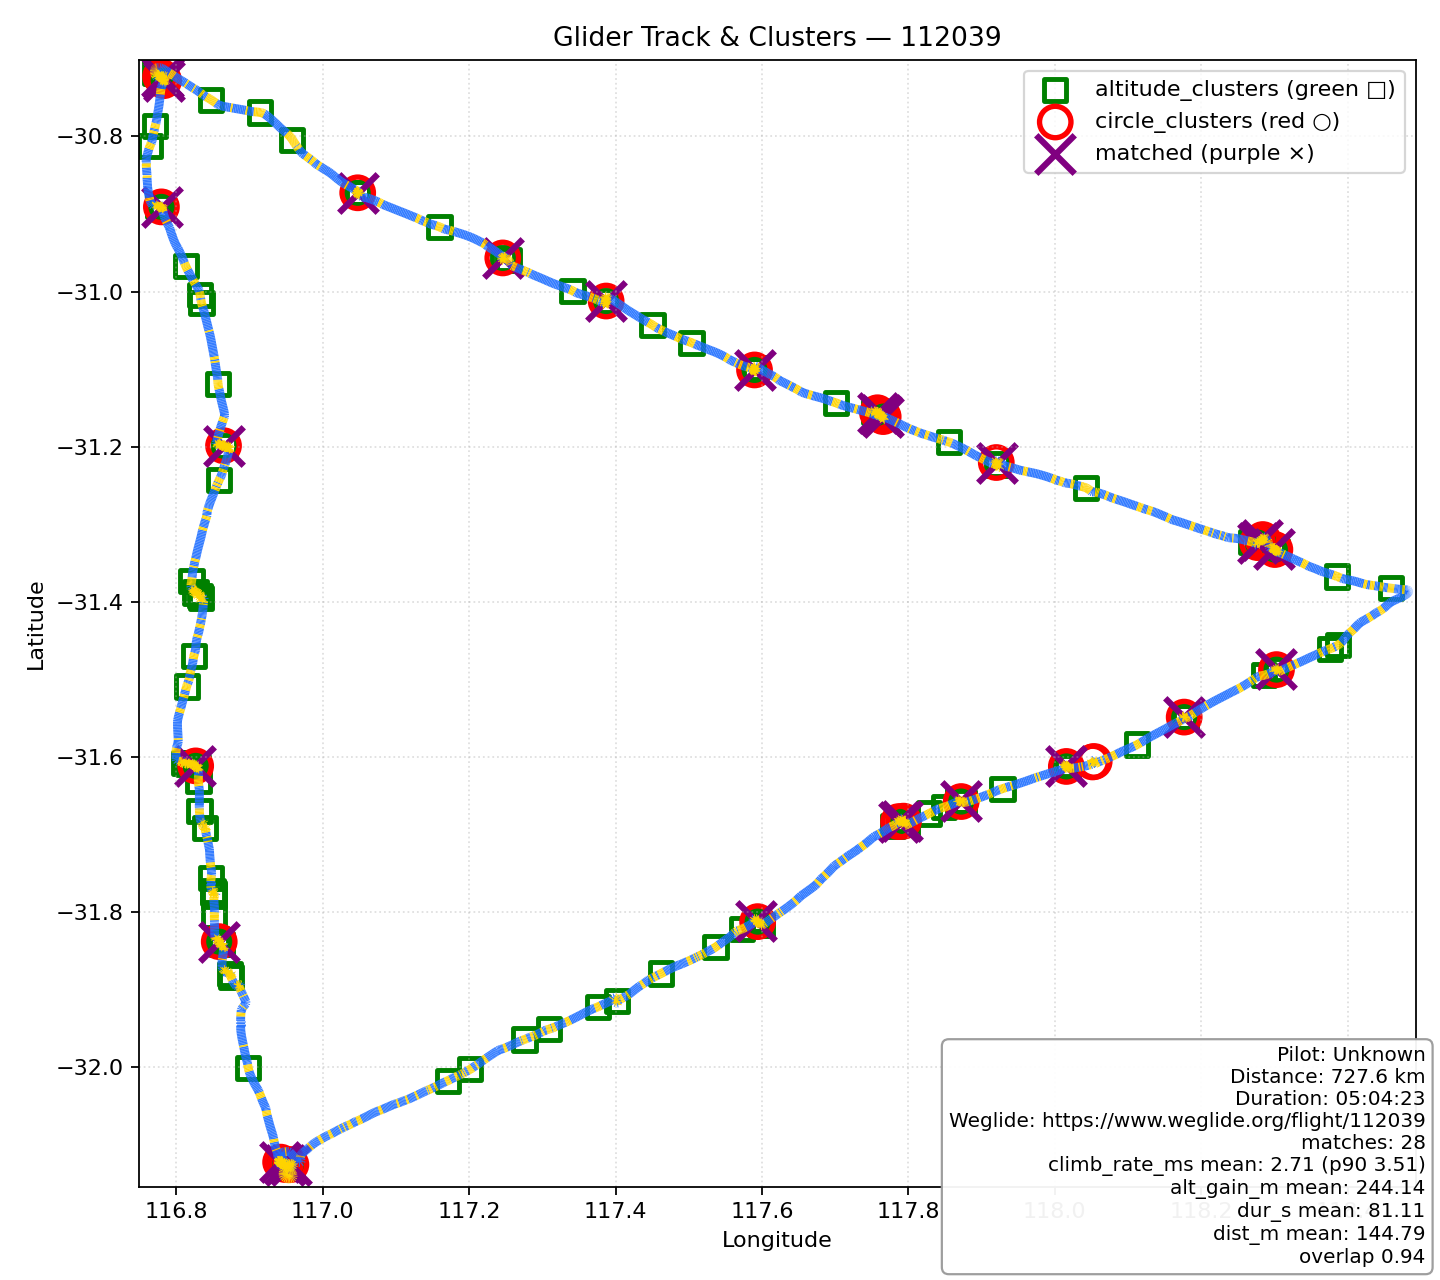 Glider Track & Clusters — 112039
altitude_clusters (green □)
circle_clusters (red ○)
matched (purple ×)
−30.8
−31.0
−31.2
−31.4
−31.6
−31.8
−32.0
Latitude
116.8 117.0 117.2 117.4 117.6 117.8 118.0 118.2
Longitude
Pilot: Unknown
Distance: 727.6 km
Duration: 05:04:23
Weglide: https://www.weglide.org/flight/112039
matches: 28
climb_rate_ms mean: 2.71 (p90 3.51)
alt_gain_m mean: 244.14
dur_s mean: 81.11
dist_m mean: 144.79
overlap 0.94